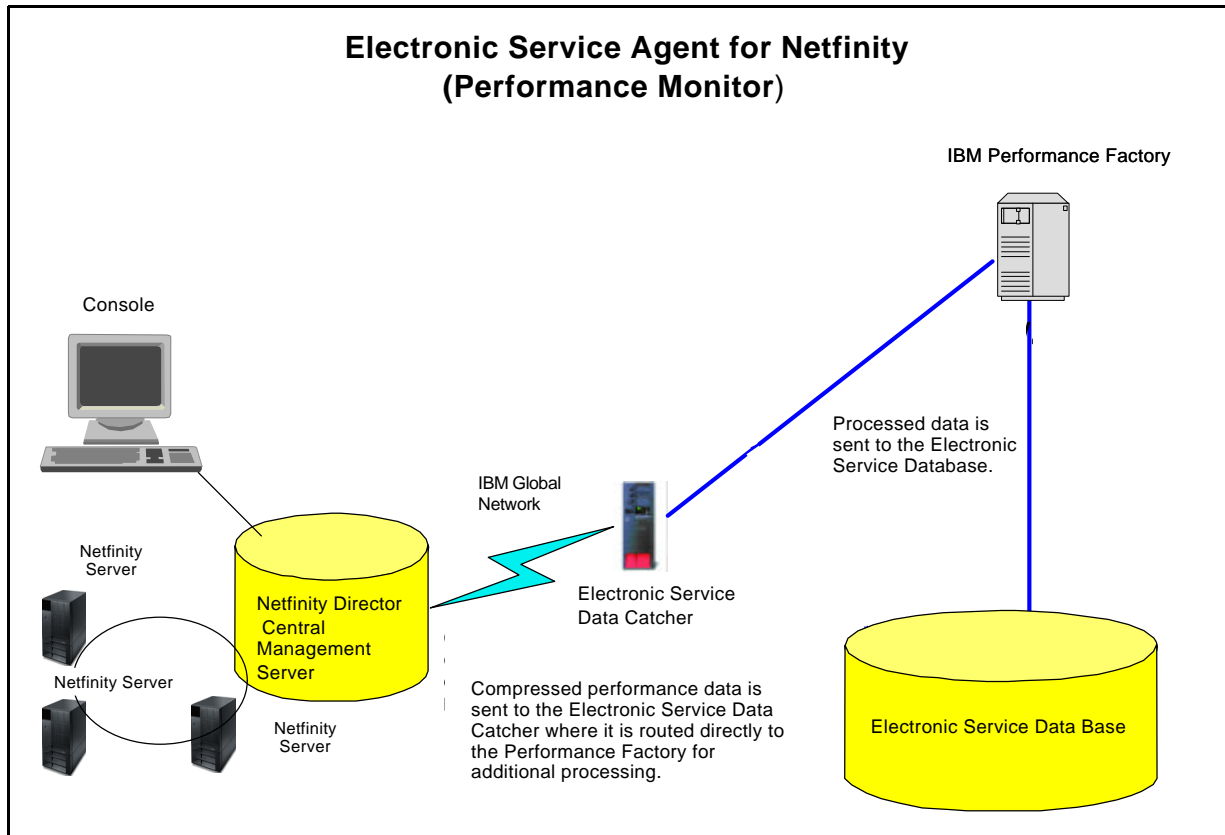 Electronic Service Agent for Netfinity
(Performance Monitor)
IBM Performance Factory
Console
Processed data is
sent to the Electronic
Service Database.
IBM Global
Network
Netfinity
Server
Netfinity Director
Central
Management
Server
Electronic Service
Data Catcher
Netfinity Server
Netfinity
Server
Compressed performance data is
sent to the Electronic Service Data
Catcher where it is routed directly to
the Performance Factory for
additional processing.
Electronic Service Data Base